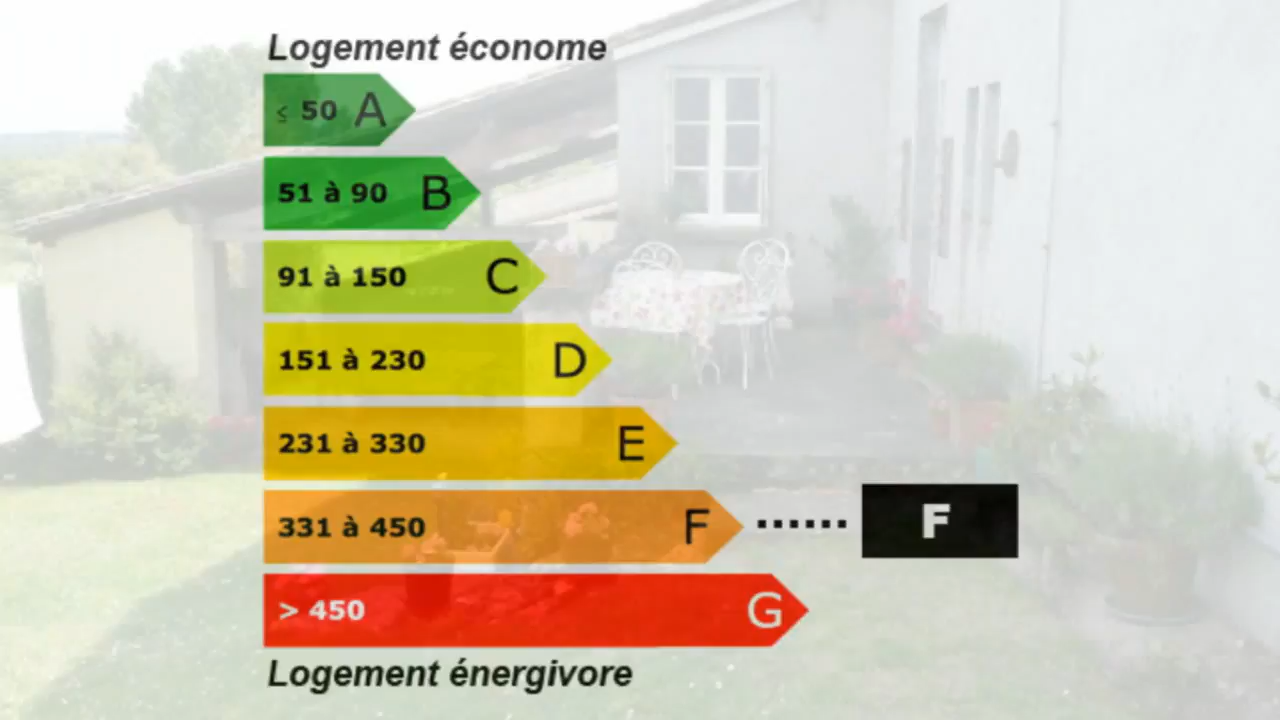 Logement économe
≤ 50 A
51 à 90 B
91 à 150 C
151 à 230 D
231 à 330 E
331 à 450 F ...... F
> 450 G
Logement énergivore